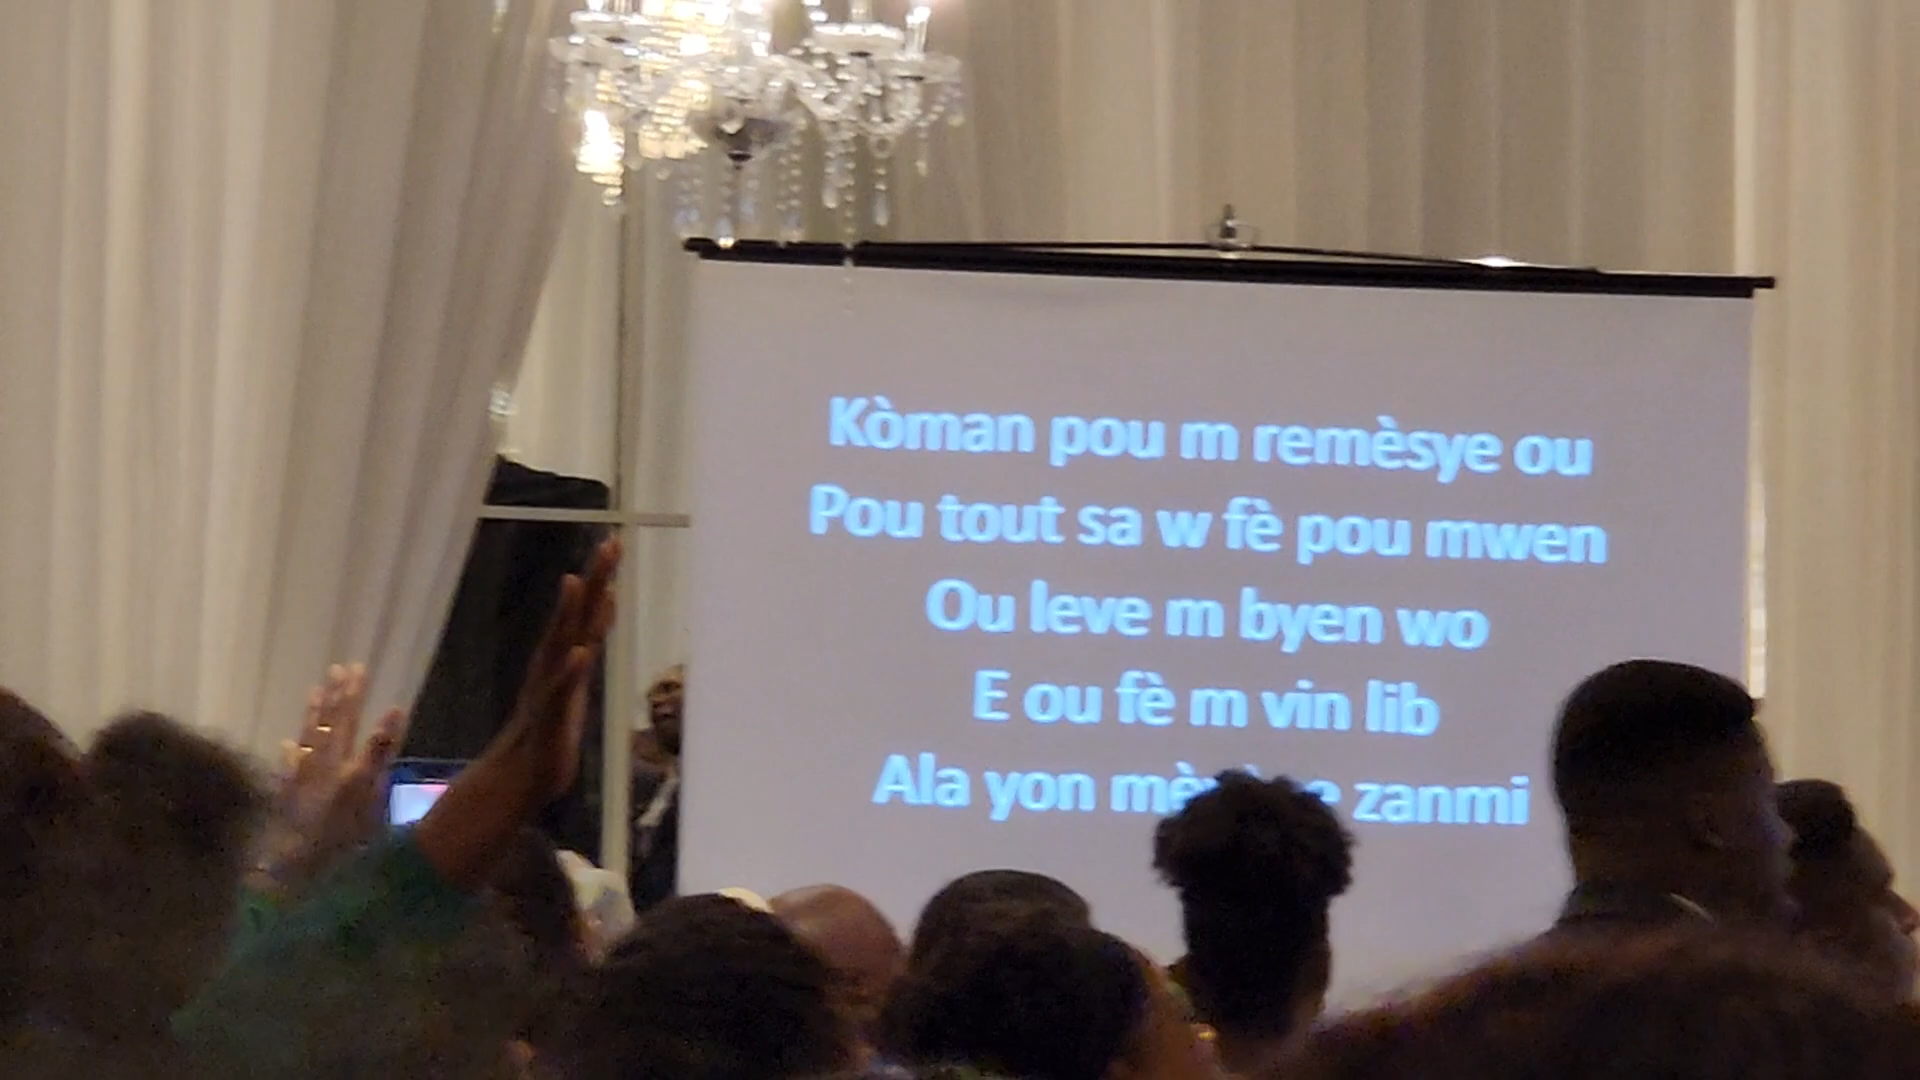 Kòman pou m remèsye ou
Pou tout sa w fè pou mwen
Ou leve m byen wo
E ou fè m vin lib
Ala yon zanmi